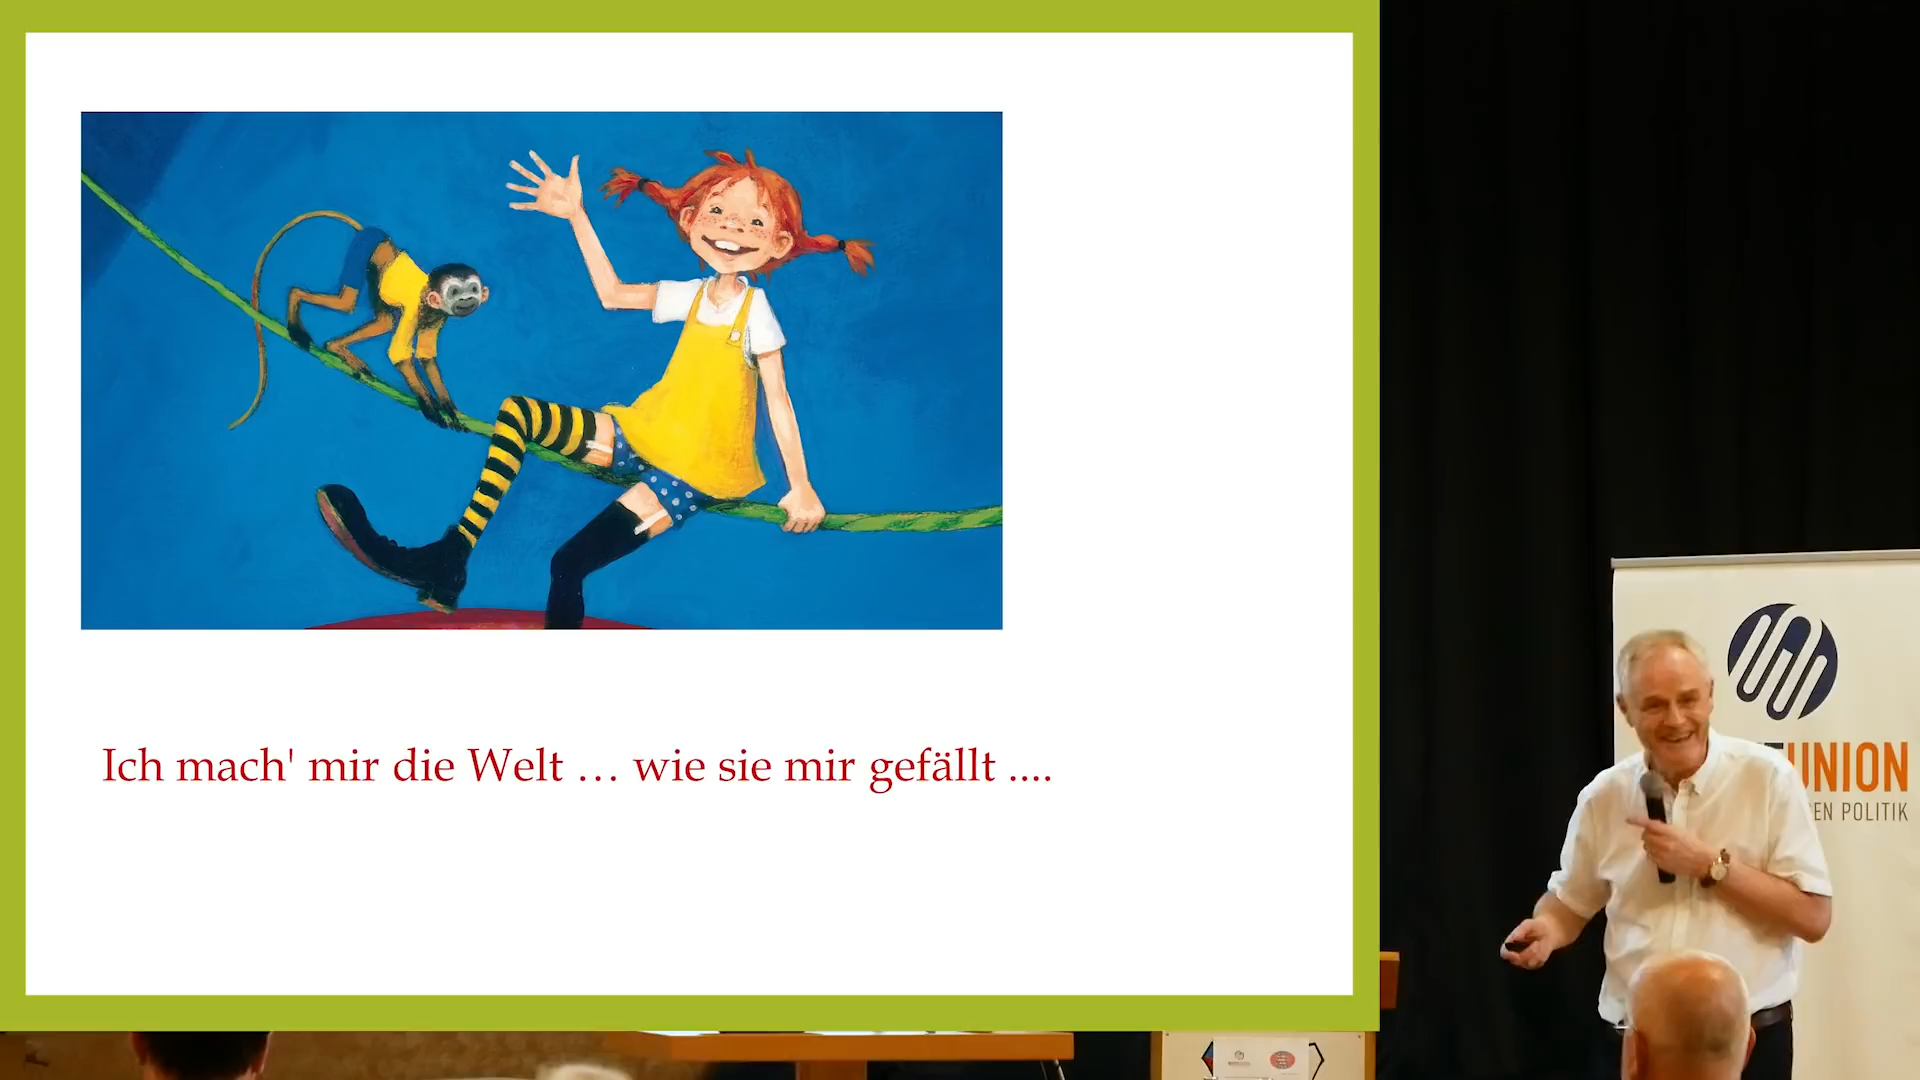 Ich mach' mir die Welt … wie sie mir gefällt ....
UNION
EN POLITIK